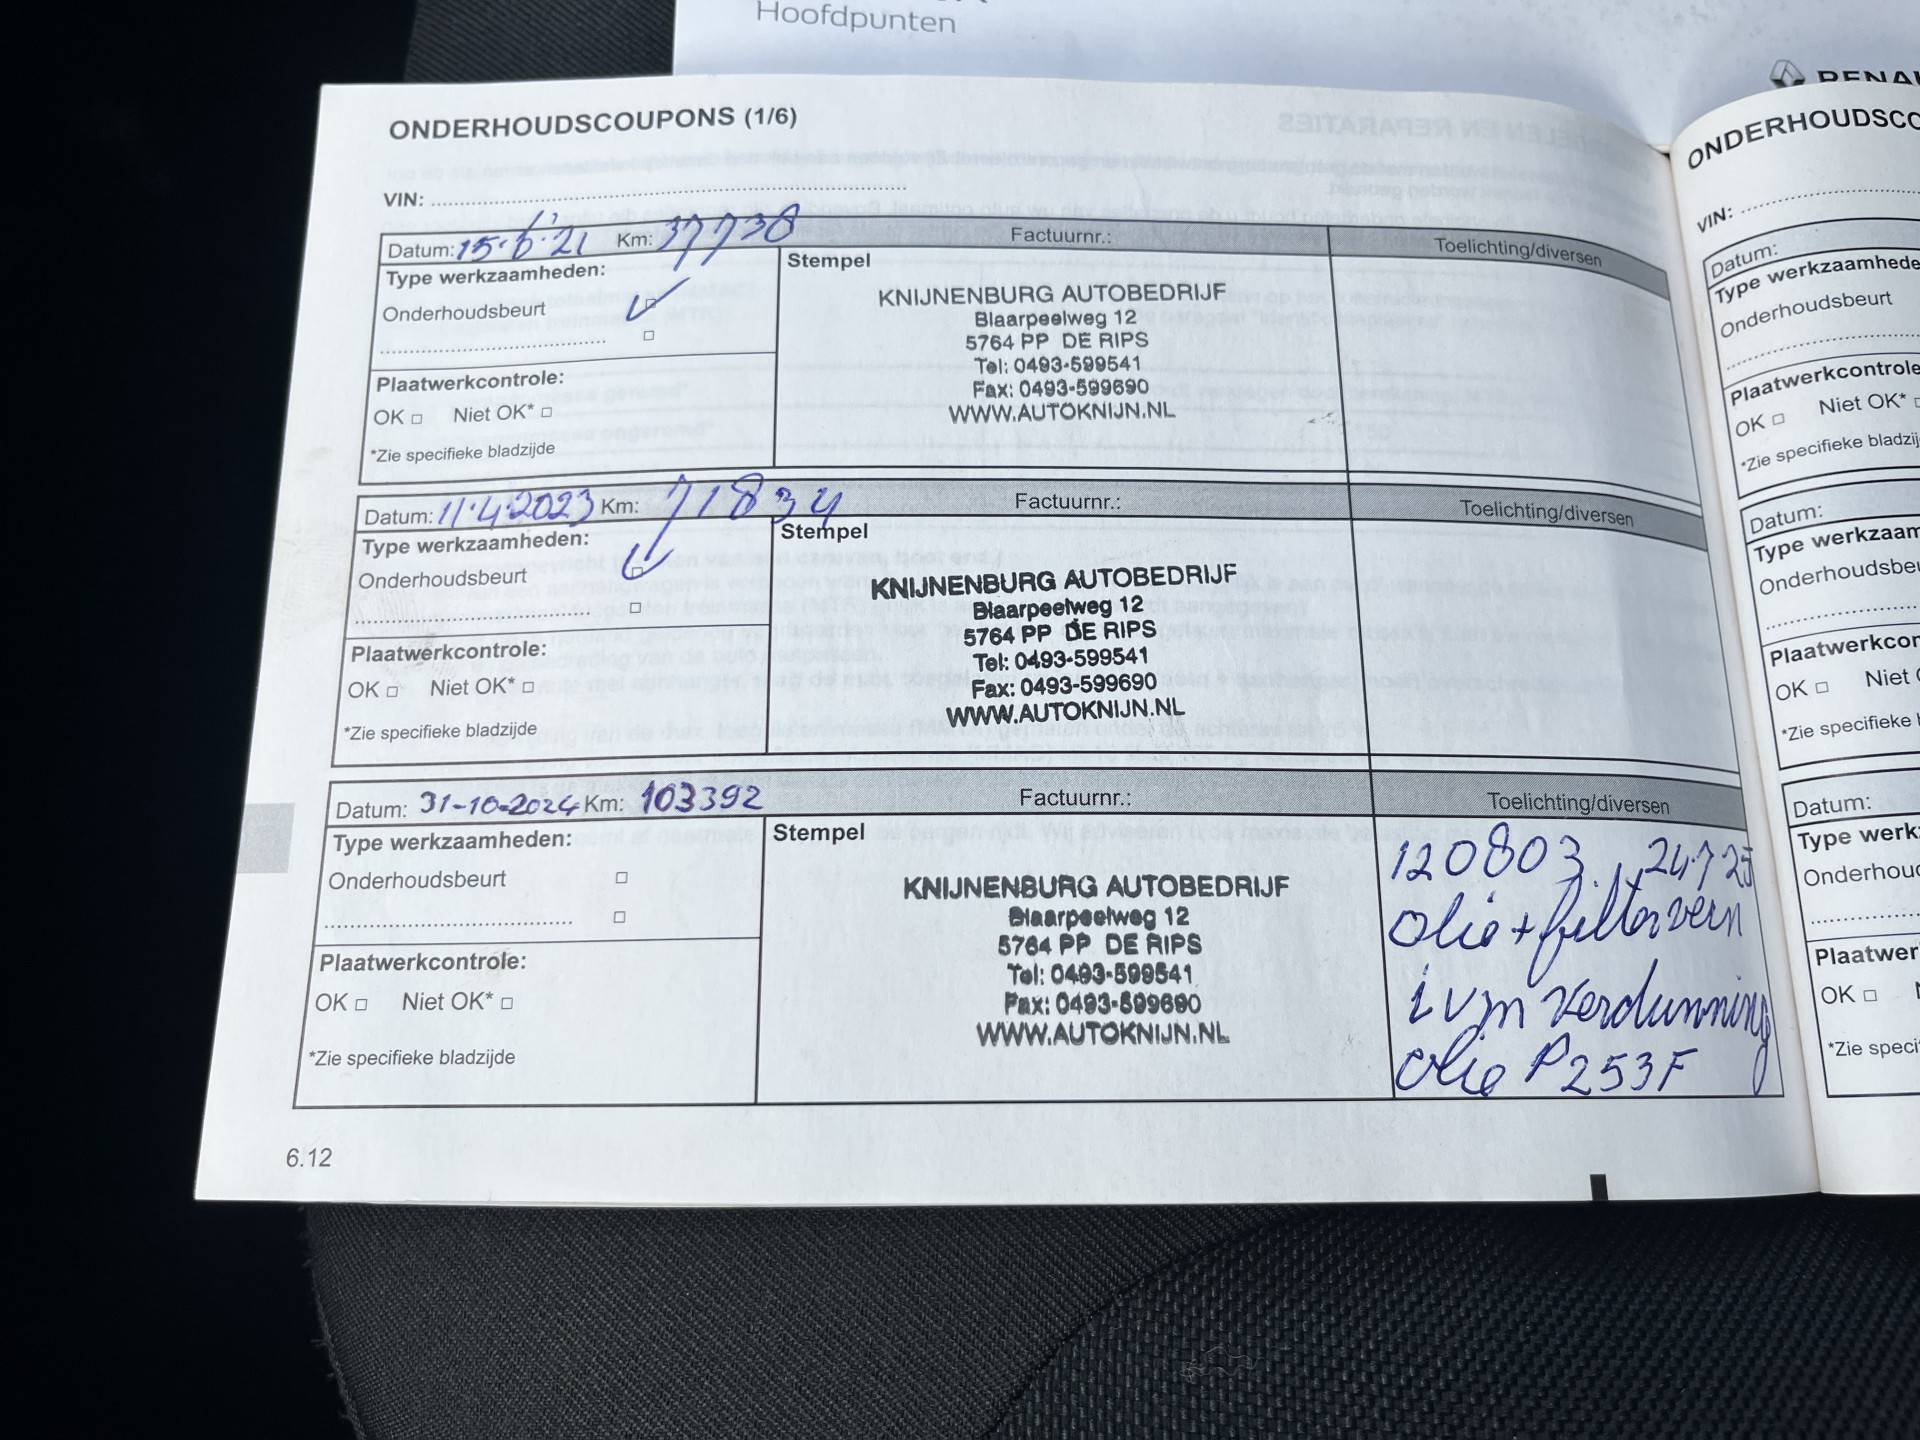 Hoofdpunten
ONDERHOUDSCOUPONS (1/6)
VIN:
Datum: 15·6·21 Km: 37738 Factuurnr.: Toelichting/diversen
Type werkzaamheden:
Onderhoudsbeurt
Plaatwerkcontrole:
OK □ Niet OK* □
*Zie specifieke bladzijde
Stempel
KNIJNENBURG AUTOBEDRIJF
Blaarpeelweg 12
5764 PP DE RIPS
Tel: 0493-599541
Fax: 0493-599690
WWW.AUTOKNIJN.NL
Datum: 11·4·2023 Km: 71834 Factuurnr.: Toelichting/diversen
Type werkzaamheden:
Onderhoudsbeurt
Plaatwerkcontrole:
OK □ Niet OK* □
*Zie specifieke bladzijde
Stempel
KNIJNENBURG AUTOBEDRIJF
Blaarpeelweg 12
5764 PP DE RIPS
Tel: 0493-599541
Fax: 0493-599690
WWW.AUTOKNIJN.NL
Datum: 31-10-2024 Km: 103392 Factuurnr.: Toelichting/diversen
Type werkzaamheden:
Onderhoudsbeurt □
Plaatwerkcontrole:
OK □ Niet OK* □
*Zie specifieke bladzijde
Stempel
KNIJNENBURG AUTOBEDRIJF
Blaarpeelweg 12
5764 PP DE RIPS
Tel: 0493-599541
Fax: 0493-599690
WWW.AUTOKNIJN.NL
120803 24·7·25
olie + filter vern
ivm verdunning
olie P253F
6.12
RENAU
ONDERHOUDSCO
VIN:
Datum:
Type werkzaamhede
Onderhoudsbeurt
Plaatwerkcontrole
OK □ Niet OK*
*Zie specifieke bladzij
Datum:
Type werkzaam
Onderhoudsbeu
Plaatwerkcon
OK □ Niet
*Zie specifieke
Datum:
Type werk
Onderhoud
Plaatwer
OK □
*Zie speci